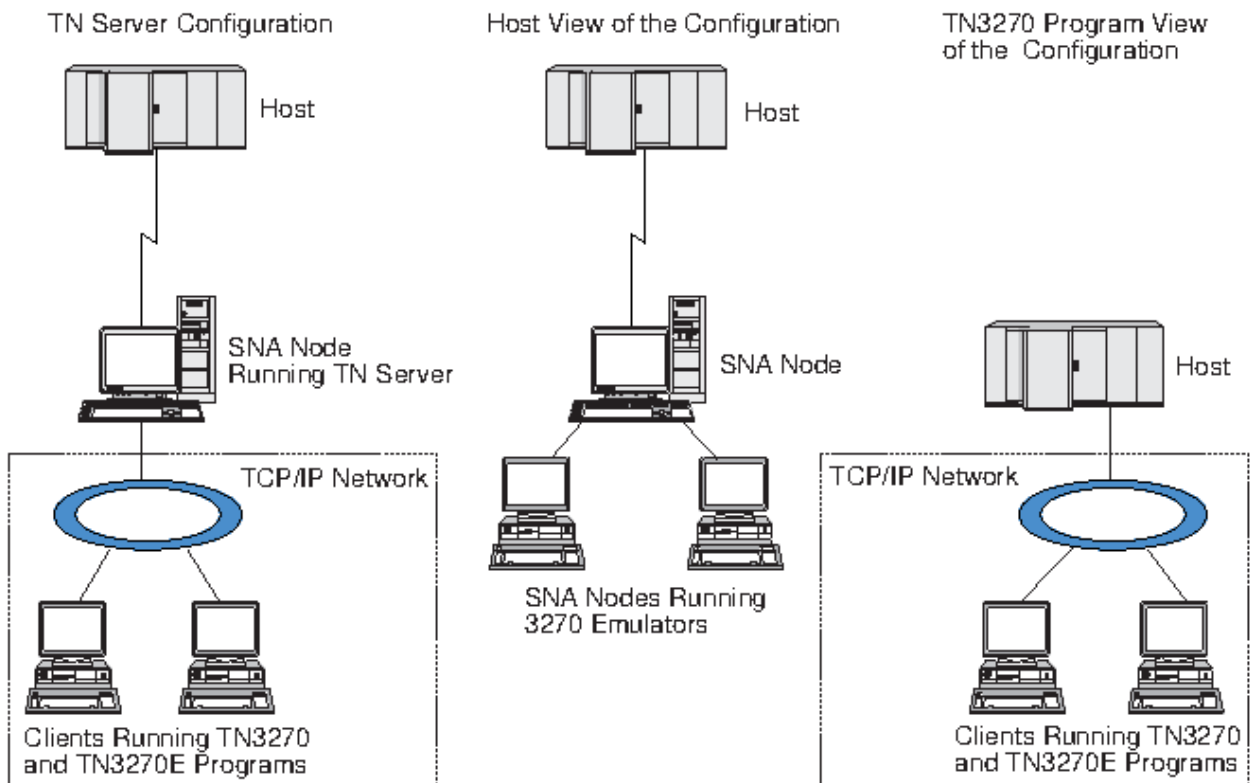 TN Server Configuration
Host
SNA Node
Running TN Server
TCP/IP Network
Clients Running TN3270
and TN3270E Programs
Host View of the Configuration
Host
SNA Node
SNA Nodes Running
3270 Emulators
TN3270 Program View
of the Configuration
Host
TCP/IP Network
Clients Running TN3270
and TN3270E Programs